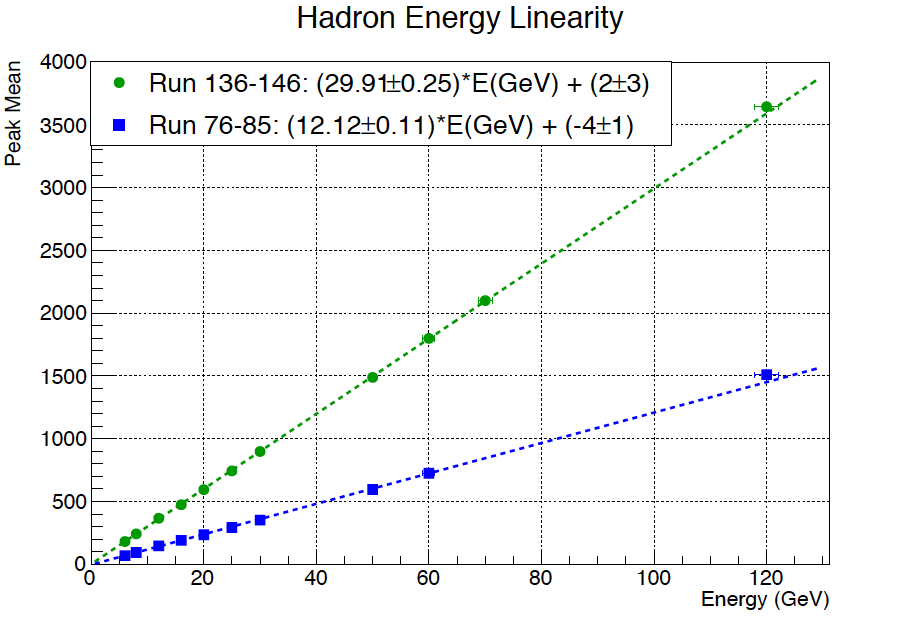 Hadron Energy Linearity
Peak Mean
4000
3500
3000
2500
2000
1500
1000
500
0
Run 136-146: (29.91±0.25)*E(GeV) + (2±3)
Run 76-85: (12.12±0.11)*E(GeV) + (-4±1)
0 20 40 60 80 100 120
Energy (GeV)